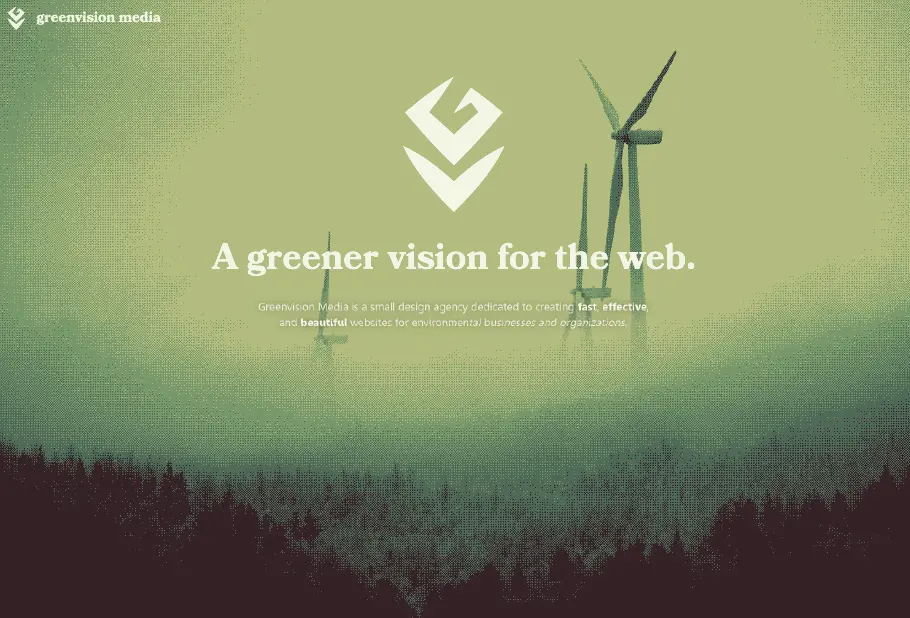 greenvision media
A greener vision for the web.
Greenvision Media is a small design agency dedicated to creating fast, effective,
and beautiful websites for environmental businesses and organizations.